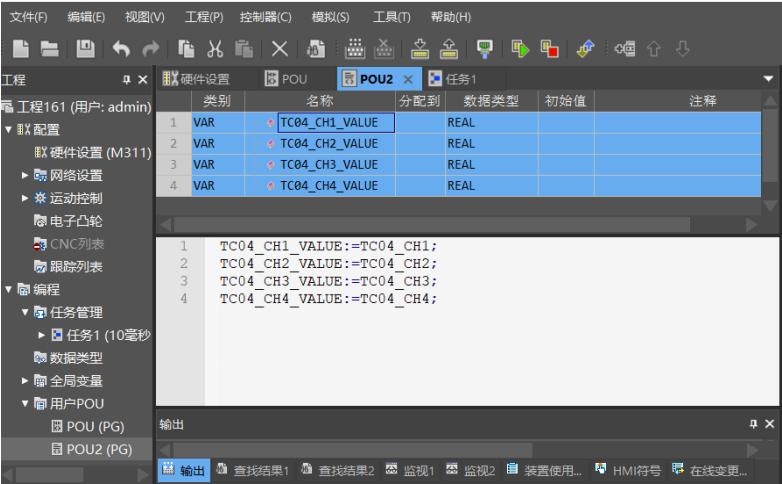 文件(F) 编辑(E) 视图(V) 工程(P) 控制器(C) 模拟(S) 工具(T) 帮助(H)
工程
硬件设置 POU POU2 任务1
工程161 (用户: admin)
配置
硬件设置 (M311)
网络设置
运动控制
电子凸轮
CNC列表
跟踪列表
编程
任务管理
任务1 (10毫秒
数据类型
全局变量
用户POU
POU (PG)
POU2 (PG)
类别 名称 分配到 数据类型 初始值 注释
1 VAR TC04_CH1_VALUE REAL
2 VAR TC04_CH2_VALUE REAL
3 VAR TC04_CH3_VALUE REAL
4 VAR TC04_CH4_VALUE REAL
1 TC04_CH1_VALUE:=TC04_CH1;
2 TC04_CH2_VALUE:=TC04_CH2;
3 TC04_CH3_VALUE:=TC04_CH3;
4 TC04_CH4_VALUE:=TC04_CH4;
输出
输出 查找结果1 查找结果2 监视1 监视2 装置使用... HMI符号 在线变更...